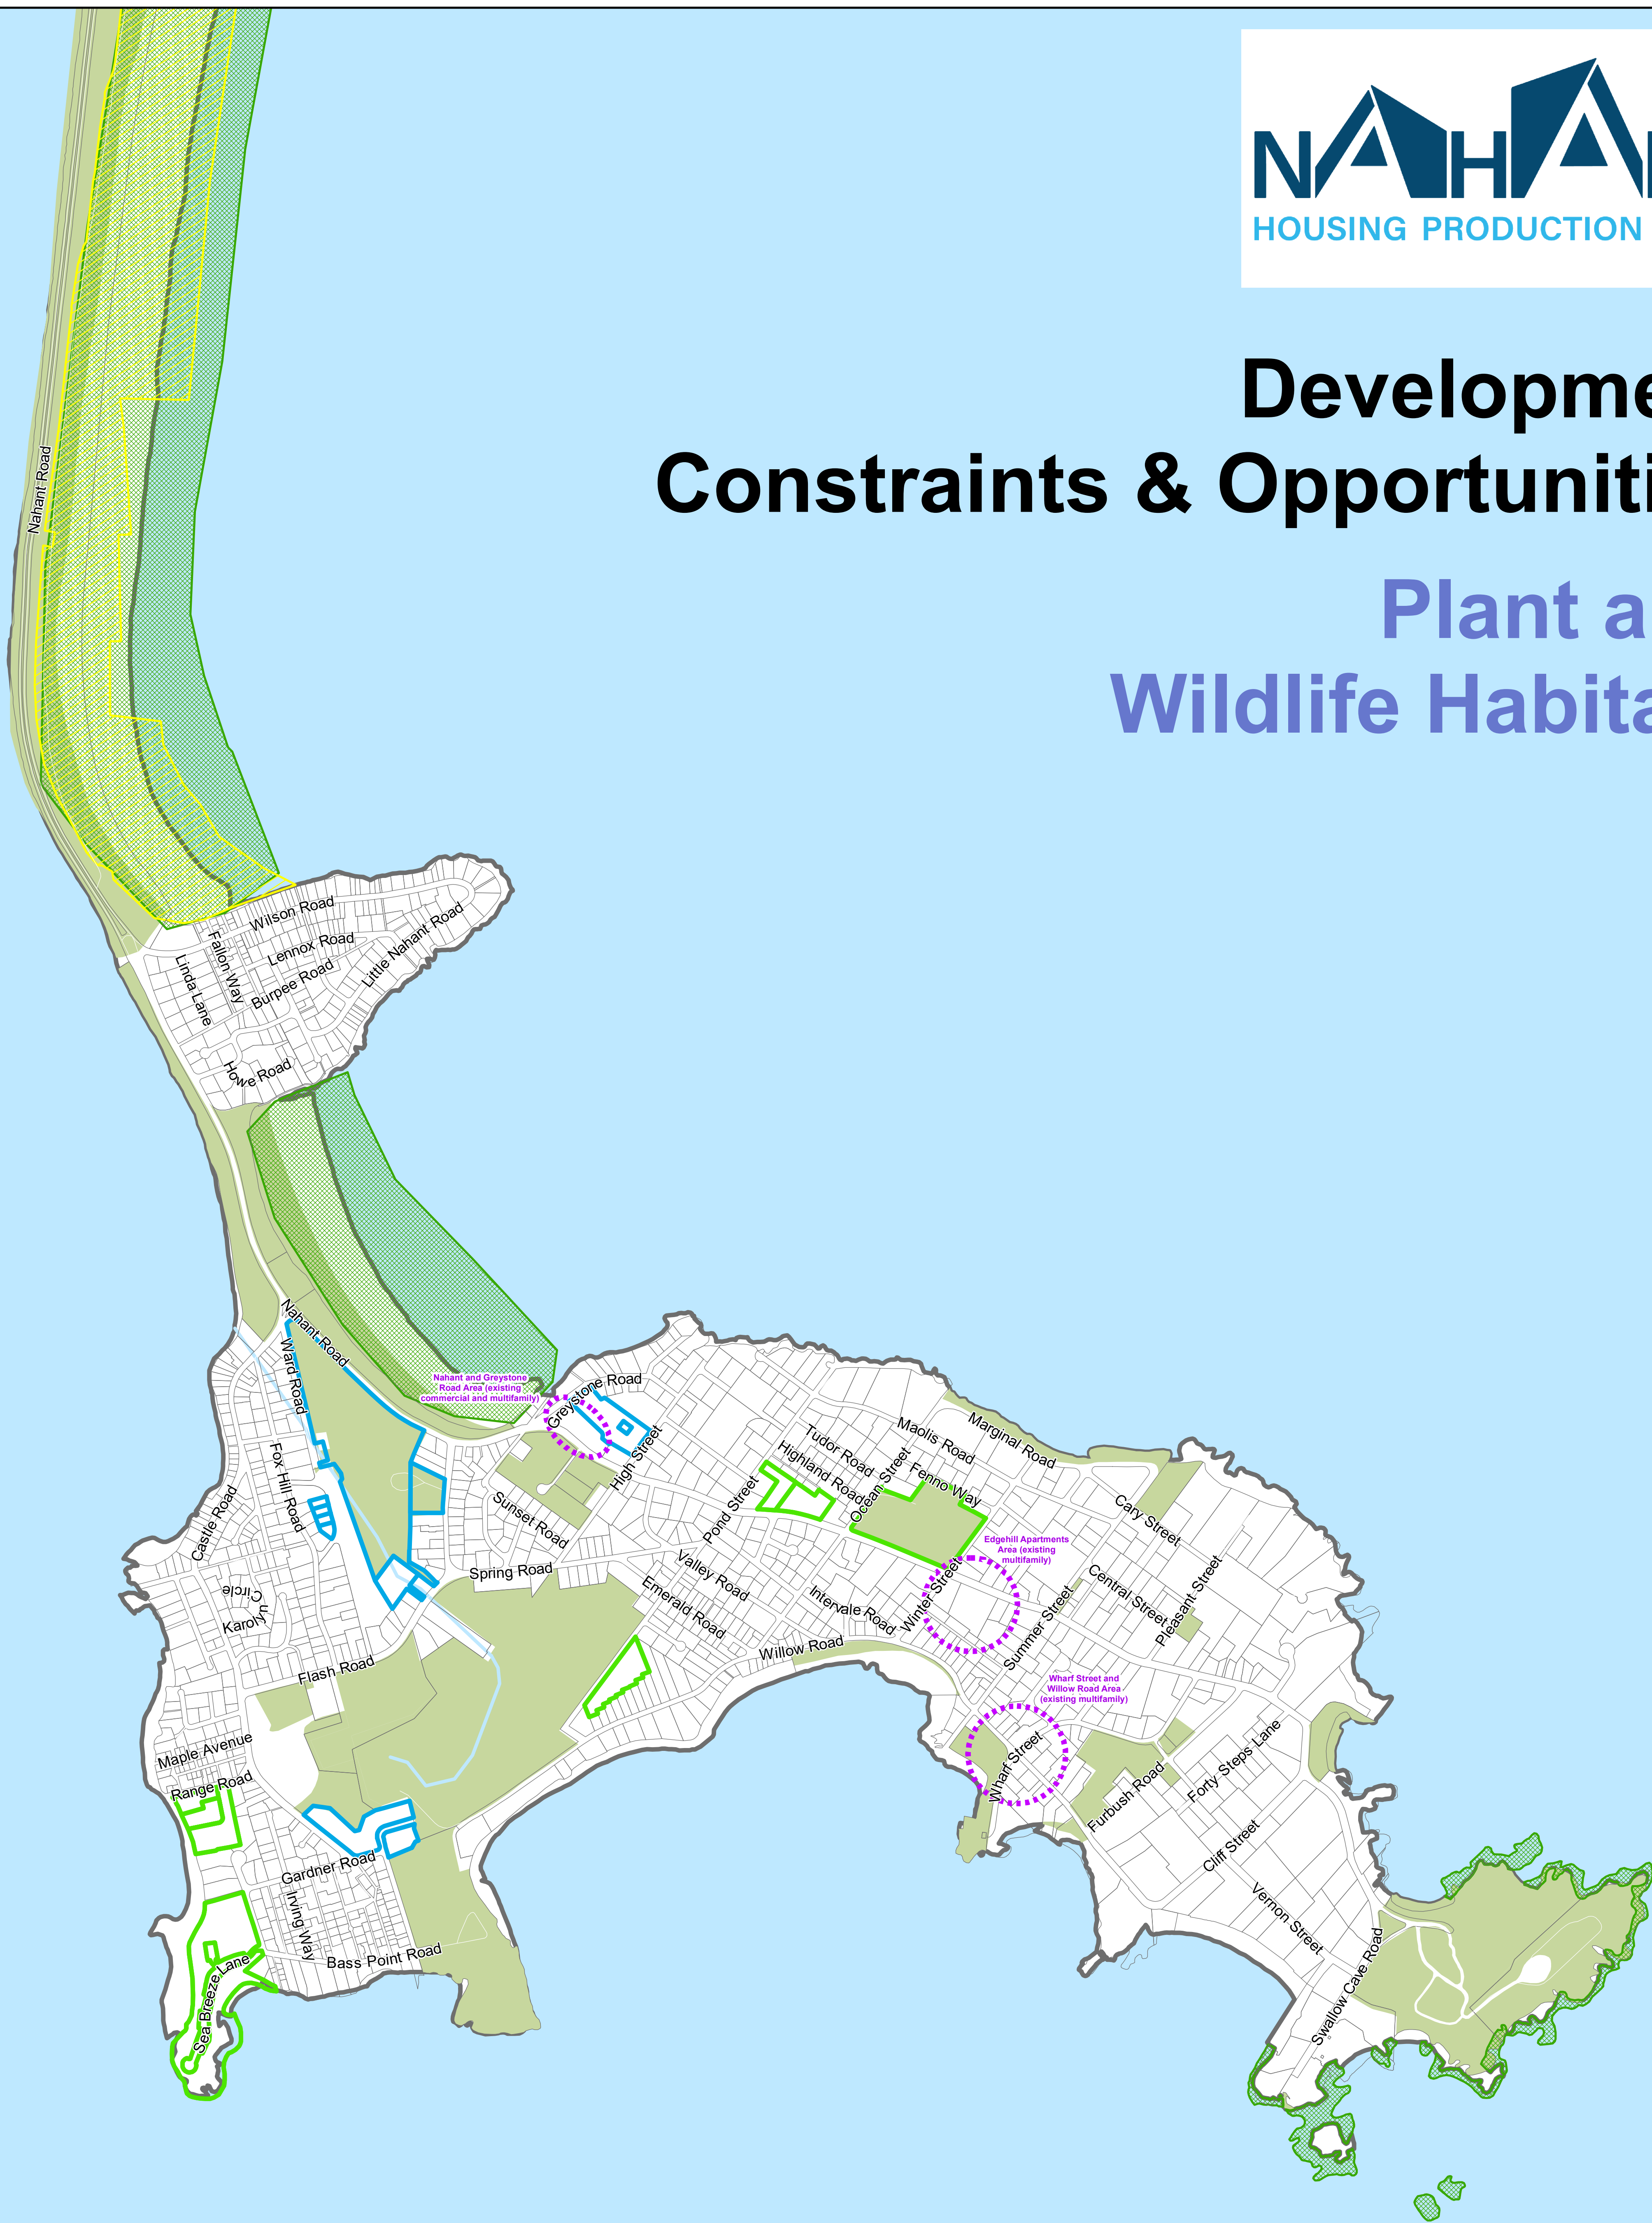 NAHA
HOUSING PRODUCTION
Developme
Constraints & Opportuniti
Plant a
Wildlife Habita
Nahant Road
Wilson Road
Lennox Road
Little Nahant Road
Fallon Way
Burpee Road
Linda Lane
Howe Road
Nahant Road
Ward Road
Nahant and Greystone
Road Area (existing
commercial and multifamily)
Greystone Road
High Street
Fox Hill Road
Castle Road
Sunset Road
Spring Road
Pond Street
Tudor Road
Highland Road
Ocean Street
Maolis Road
Marginal Road
Fenno Way
Cary Street
Edgehill Apartments
Area (existing
multifamily)
Valley Road
Emerald Road
Intervale Road
Winter Street
Willow Road
Summer Street
Central Street
Pleasant Street
Karolyn
Circle
Flash Road
Wharf Street and
Willow Road Area
(existing multifamily)
Wharf Street
Maple Avenue
Range Road
Furbush Road
Forty Steps Lane
Cliff Street
Gardner Road
Irving Way
Vernon Street
Bass Point Road
Sea Breeze Lane
Swallow Cave Road